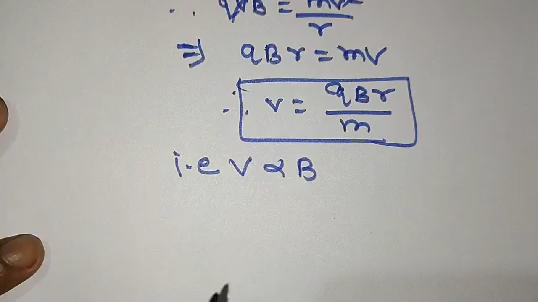 ∴ qVB = mv²/r
⇒ qBr = mV
∴ V = qBr/m
i.e V ∝ B